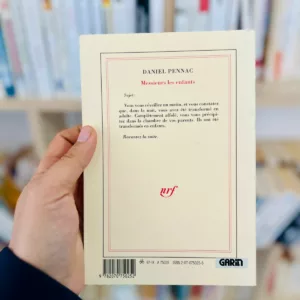 DANIEL PENNAC
Messieurs les enfants
Sujet:
Vous vous réveillez un matin, et vous constatez
que, dans la nuit, vous avez été transformé en
adulte. Complètement affolé, vous vous précipi-
tez dans la chambre de vos parents. Ils ont été
transformés en enfants.
Racontez la suite.
nrf
GARIN